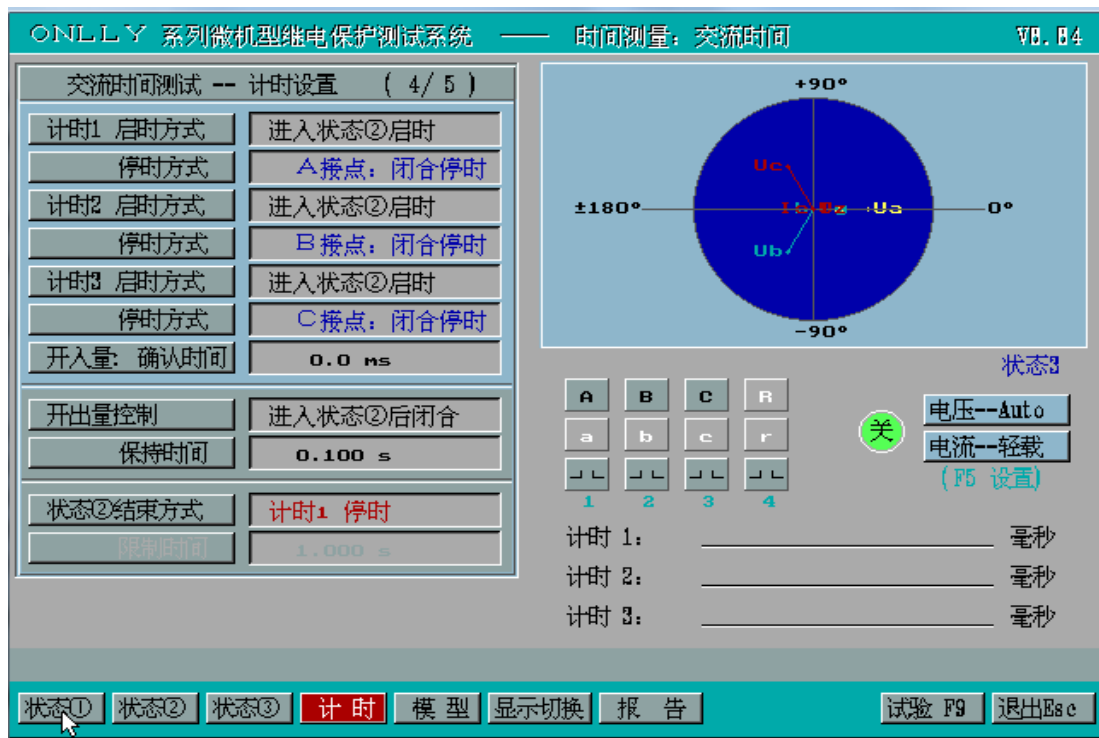 ONLLY 系列微机型继电保护测试系统 —— 时间测量: 交流时间 V8.84
交流时间测试 -- 计时设置 ( 4/ 5 )
计时1 启时方式 进入状态②启时
停时方式 A接点: 闭合停时
计时2 启时方式 进入状态②启时
停时方式 B接点: 闭合停时
计时3 启时方式 进入状态②启时
停时方式 C接点: 闭合停时
开入量: 确认时间 0.0 ms
开出量控制 进入状态②后闭合
保持时间 0.100 s
状态②结束方式 计时1 停时
限制时间 1.000 s
+90°
Uc
±180° Ua 0°
Ub
-90°
状态3
A B C R
a b c r
1 2 3 4
关
电压--Auto
电流--轻载
(F5 设置)
计时 1: 毫秒
计时 2: 毫秒
计时 3: 毫秒
状态① 状态② 状态③ 计 时 模 型 显示切换 报 告 试验 F9 退出Esc